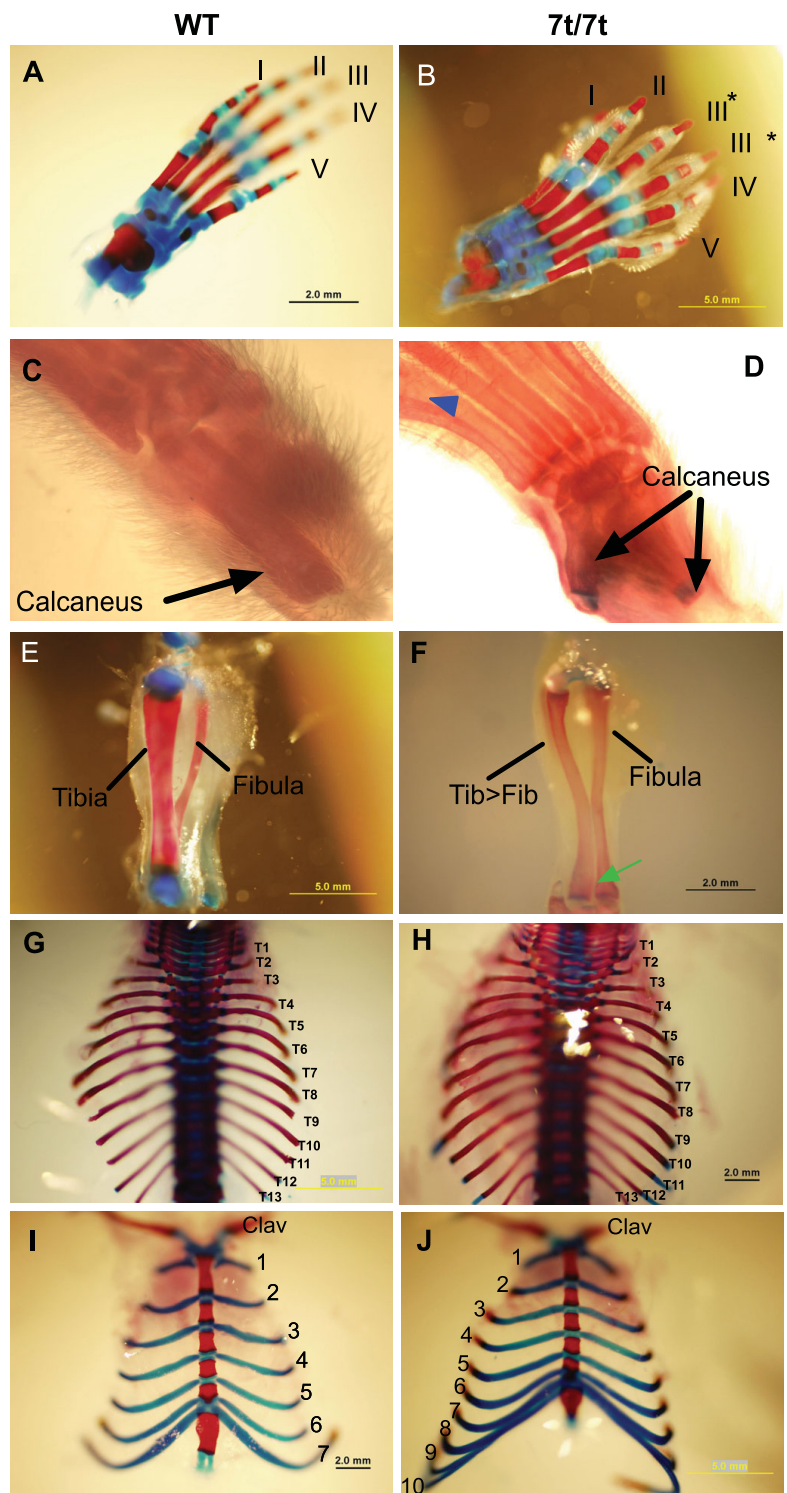 WT 7t/7t
A I II III IV V
2.0 mm
B I II III* III * IV V
5.0 mm
C
Calcaneus
D
Calcaneus
E
Tibia Fibula
5.0 mm
F
Tib>Fib Fibula
2.0 mm
G
T1
T2
T3
T4
T5
T6
T7
T8
T9
T10
T11
T12
T13
5.0 mm
H
T1
T2
T3
T4
T5
T6
T7
T8
T9
T10
T11
T13 T12
2.0 mm
I
Clav
1
2
3
4
5
6
7
2.0 mm
J
Clav
1
2
3
4
5
6
7
8
9
10
5.0 mm